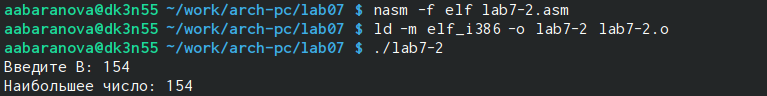 aabaranova@dk3n55 ~/work/arch-pc/lab07 $ nasm -f elf lab7-2.asm
aabaranova@dk3n55 ~/work/arch-pc/lab07 $ ld -m elf_i386 -o lab7-2 lab7-2.o
aabaranova@dk3n55 ~/work/arch-pc/lab07 $ ./lab7-2
Введите В: 154
Наибольшее число: 154